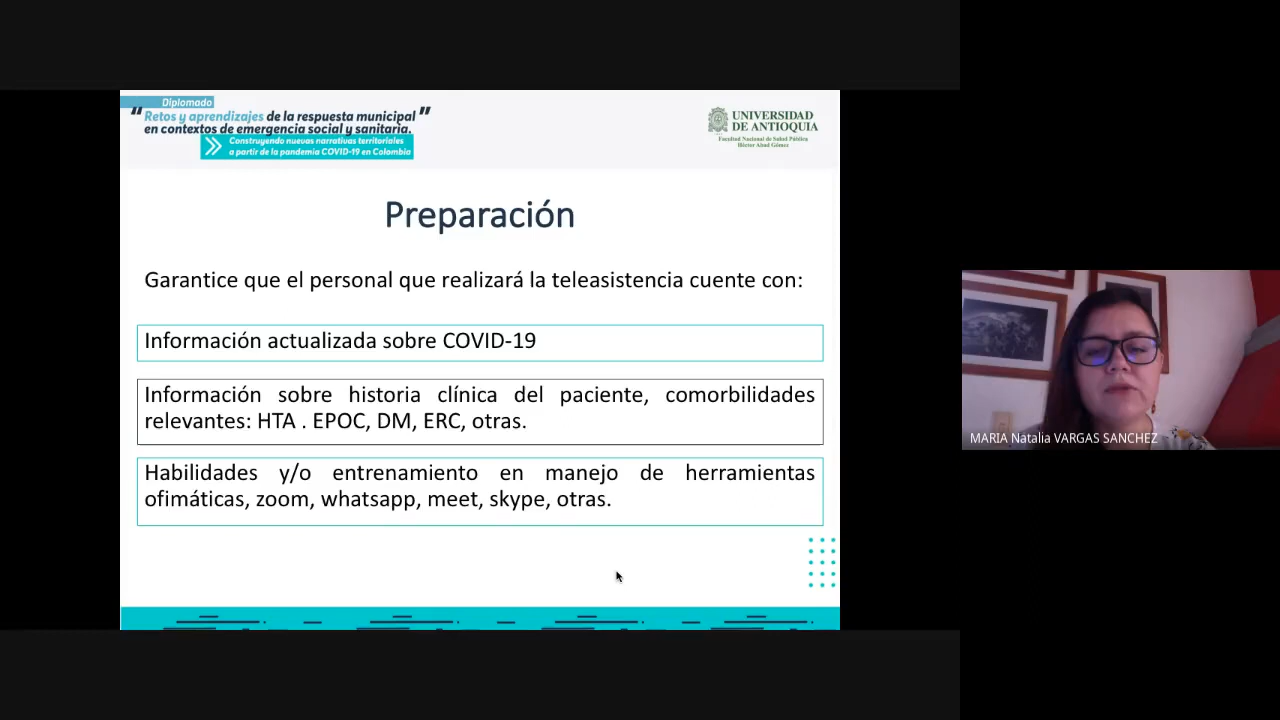 Diplomado
“Retos y aprendizajes de la respuesta municipal”
en contextos de emergencia social y sanitaria.
Construyendo nuevas narrativas territoriales
a partir de la pandemia COVID-19 en Colombia
UNIVERSIDAD
DE ANTIOQUIA
Facultad Nacional de Salud Pública
Héctor Abad Gómez
Preparación
Garantice que el personal que realizará la teleasistencia cuente con:
Información actualizada sobre COVID-19
Información sobre historia clínica del paciente, comorbilidades
relevantes: HTA . EPOC, DM, ERC, otras.
Habilidades y/o entrenamiento en manejo de herramientas
ofimáticas, zoom, whatsapp, meet, skype, otras.
MARIA Natalia VARGAS SANCHEZ